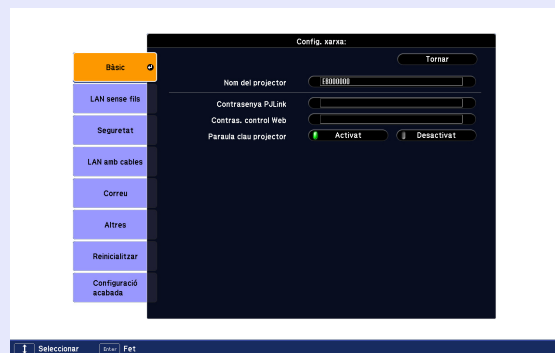 Config. xarxa:
Tornar
Bàsic
Nom del projector EB000000
LAN sense fils
Contrasenya PJLink
Contras. control Web
Seguretat
Paraula clau projector Activat Desactivat
LAN amb cables
Correu
Altres
Reinicialitzar
Configuració
acabada
Seleccionar Enter Fet